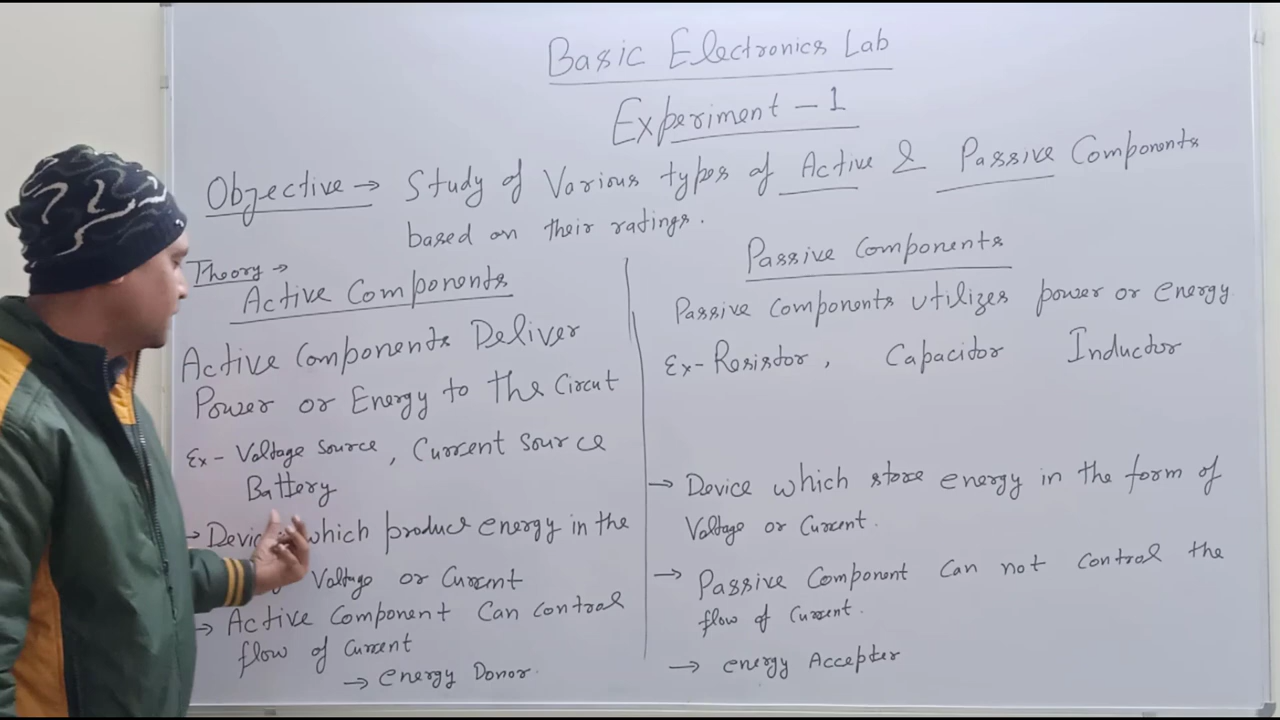 Basic Electronics Lab
Experiment - 1
Objective → Study of Various types of Active & Passive Components
based on their ratings.
Theory →
Active Components
Active Components Deliver
Power or Energy to the Circut
Ex- Voltage source, Current source
Battery
→ Device which produce energy in the
Voltage or Current
→ Active Component Can control
flow of Current
→ energy Donor.
Passive Components
Passive Components utilizes power or energy
Ex- Resistor, Capacitor Inductor
→ Device which store energy in the form of
Voltage or Current.
→ Passive Component can not control the
flow of Current.
→ energy Accepter